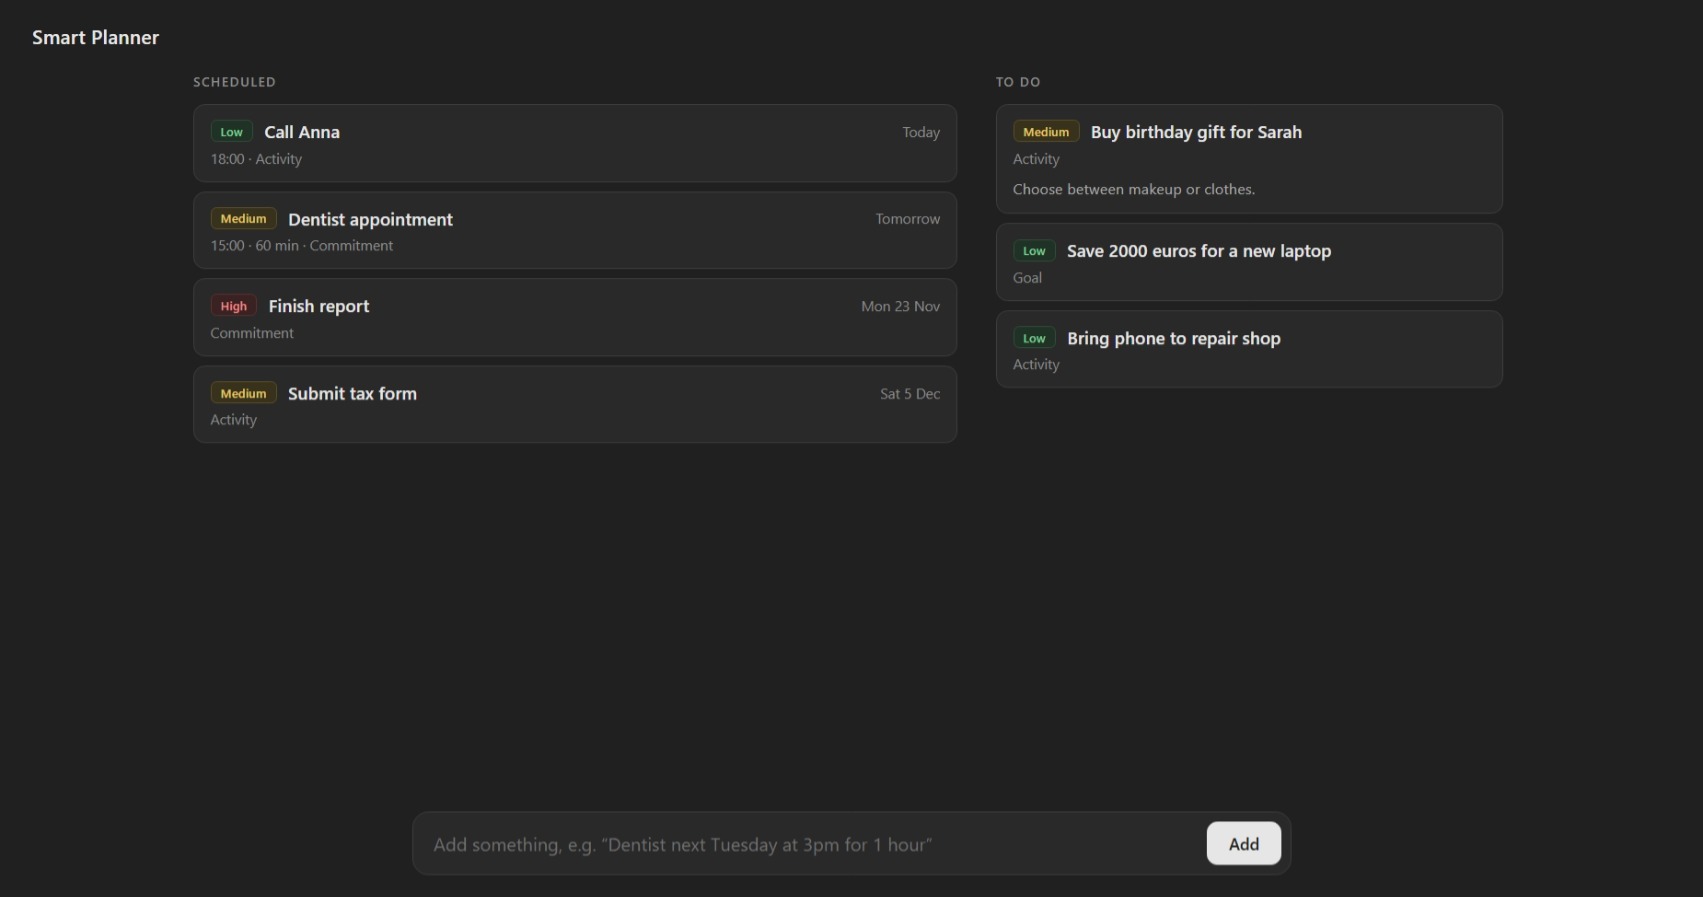 Smart Planner
SCHEDULED
Low Call Anna Today
18:00 · Activity
Medium Dentist appointment Tomorrow
15:00 · 60 min · Commitment
High Finish report Mon 23 Nov
Commitment
Medium Submit tax form Sat 5 Dec
Activity
TO DO
Medium Buy birthday gift for Sarah
Activity
Choose between makeup or clothes.
Low Save 2000 euros for a new laptop
Goal
Low Bring phone to repair shop
Activity
Add something, e.g. “Dentist next Tuesday at 3pm for 1 hour” Add